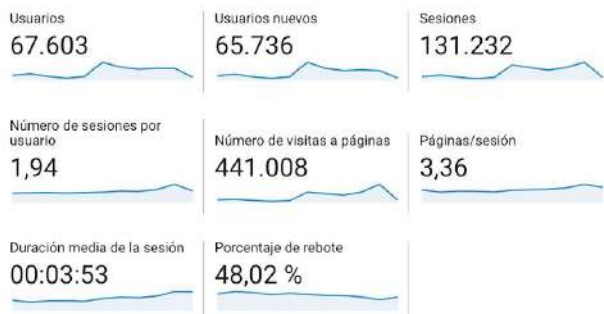 Usuarios
67.603
Usuarios nuevos
65.736
Sesiones
131.232
Número de sesiones por
usuario
1,94
Número de visitas a páginas
441.008
Páginas/sesión
3,36
Duración media de la sesión
00:03:53
Porcentaje de rebote
48,02 %